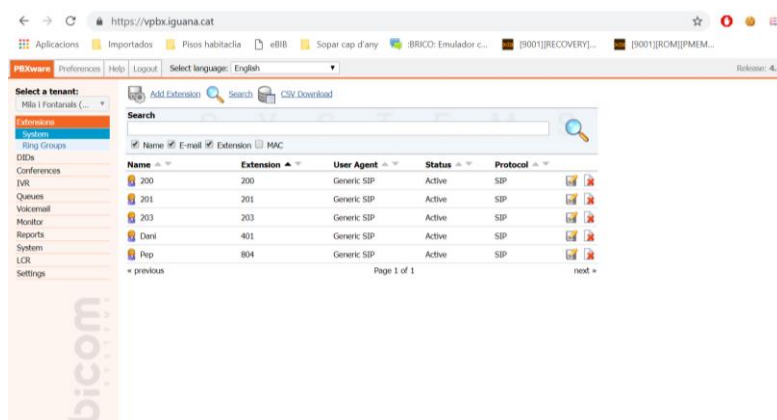 https://vpbx.iguana.cat
Aplicacions Importados Pisos habitaclia eBIB Sopar cap d'any :BRICO: Emulador c... [9001][RECOVERY]... [9001][ROM][PMEM...
PBXware Preferences Help Logout Select language: English Release: 4.
Select a tenant:
Mila i Fontanals (...
Extensions
System
Ring Groups
DIDs
Conferences
IVR
Queues
Voicemail
Monitor
Reports
System
LCR
Settings
Add Extension Search CSV Download
Search
Name E-mail Extension MAC
Name Extension User Agent Status Protocol
200 200 Generic SIP Active SIP
201 201 Generic SIP Active SIP
203 203 Generic SIP Active SIP
Dani 401 Generic SIP Active SIP
Pep 804 Generic SIP Active SIP
« previous Page 1 of 1 next »
bicom